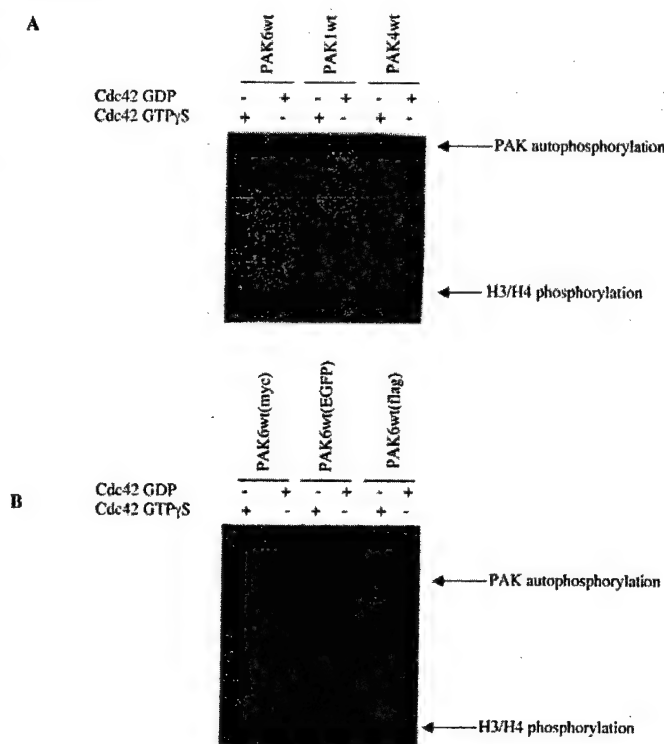 A
PAK6wt PAK1wt PAK4wt
Cdc42 GDP - + - + - +
Cdc42 GTPγS + - + - + -
PAK autophosphorylation
H3/H4 phosphorylation
B
PAK6wt(myc) PAK6wt(EGFP) PAK6wt(flag)
Cdc42 GDP - + - + - +
Cdc42 GTPγS + - + - + -
PAK autophosphorylation
H3/H4 phosphorylation